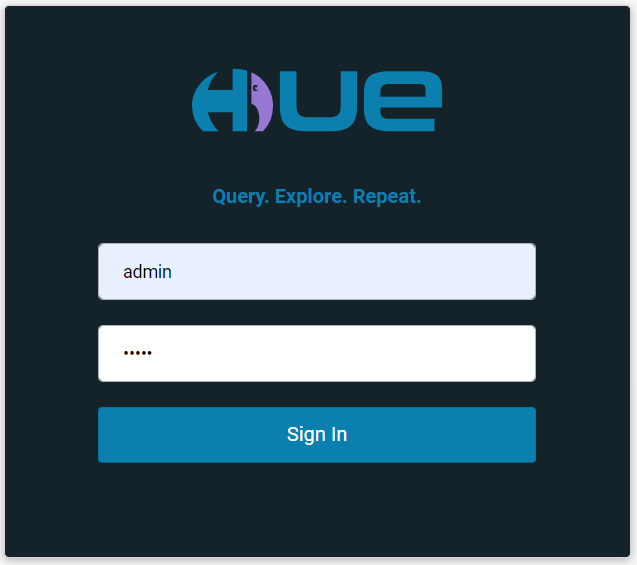 HUE
Query. Explore. Repeat.
admin
•••••
Sign In